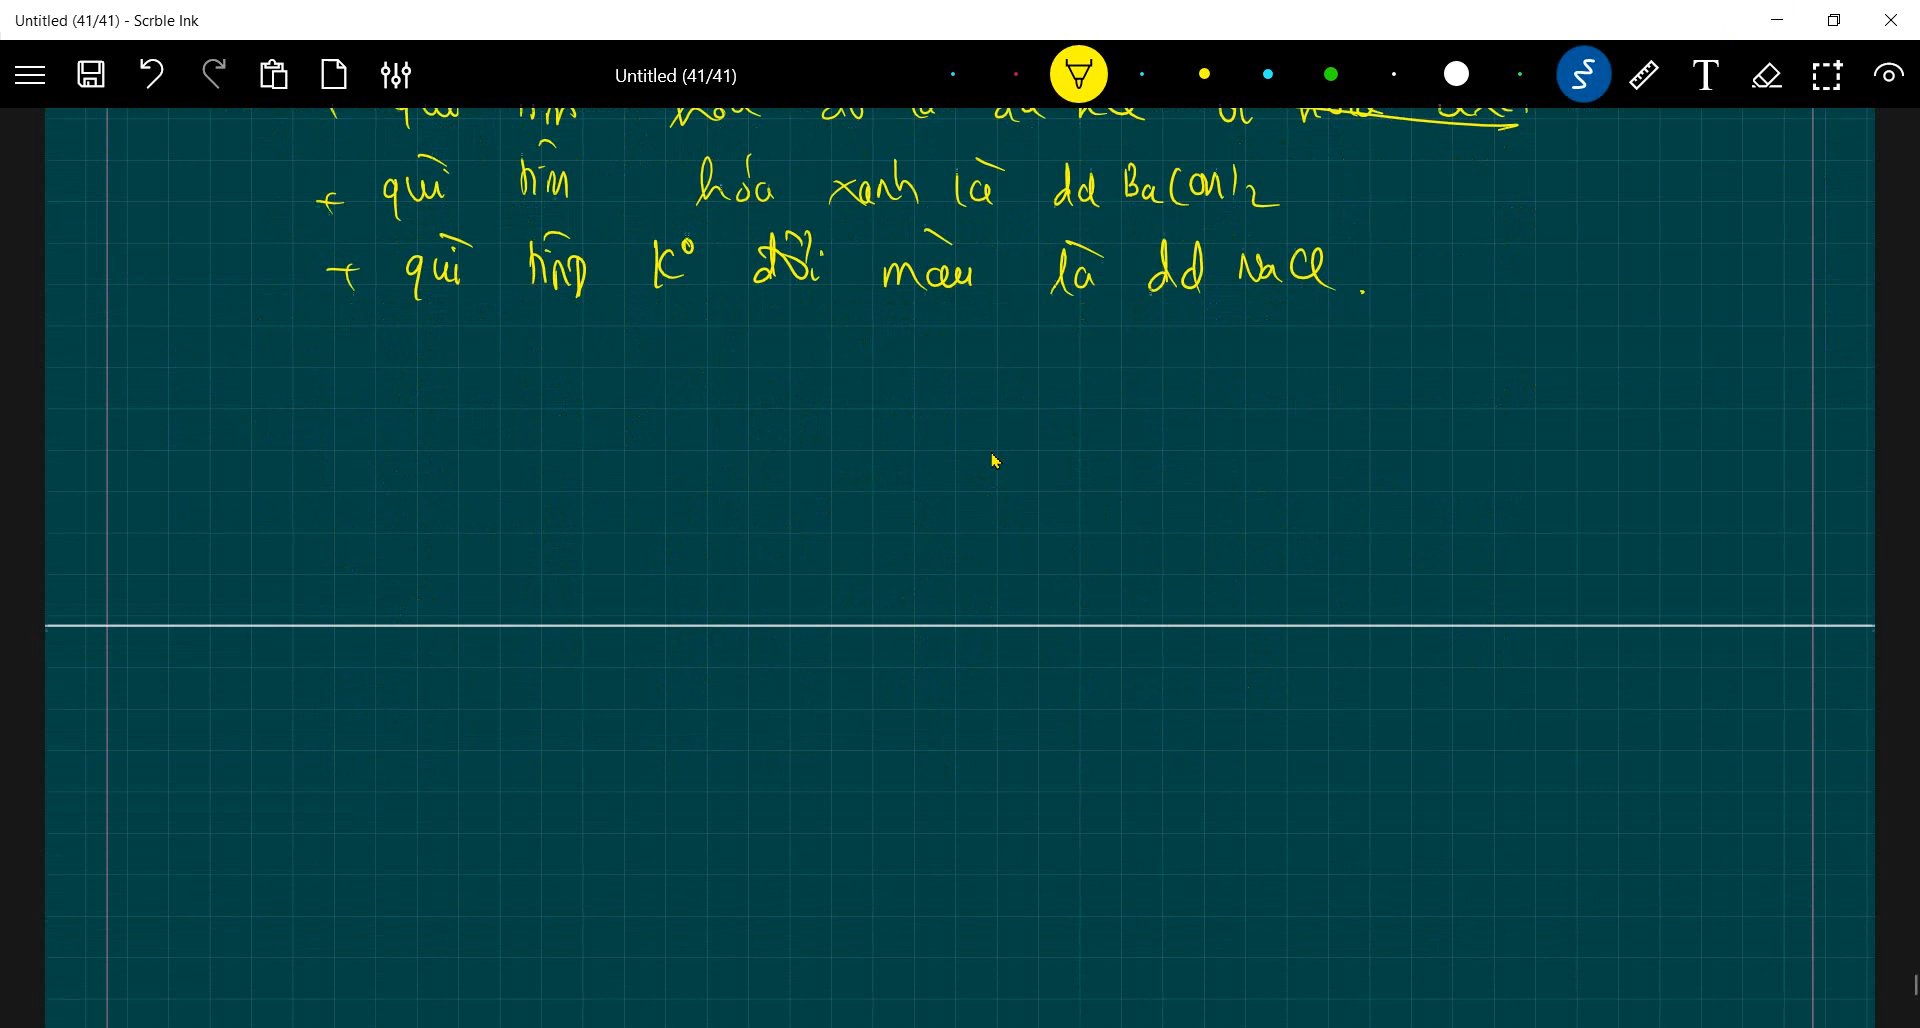 Untitled (41/41) - Scrble Ink
Untitled (41/41)
T
+ quì tím hóa xanh là dd Ba(OH)2
+ quì tím K° đổi màu là dd NaCl.